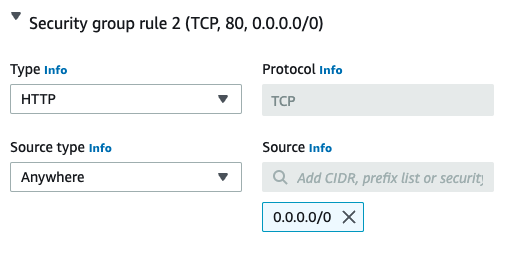 Security group rule 2 (TCP, 80, 0.0.0.0/0)
Type Info
Protocol Info
HTTP
TCP
Source type Info
Source Info
Anywhere
Add CIDR, prefix list or security
0.0.0.0/0